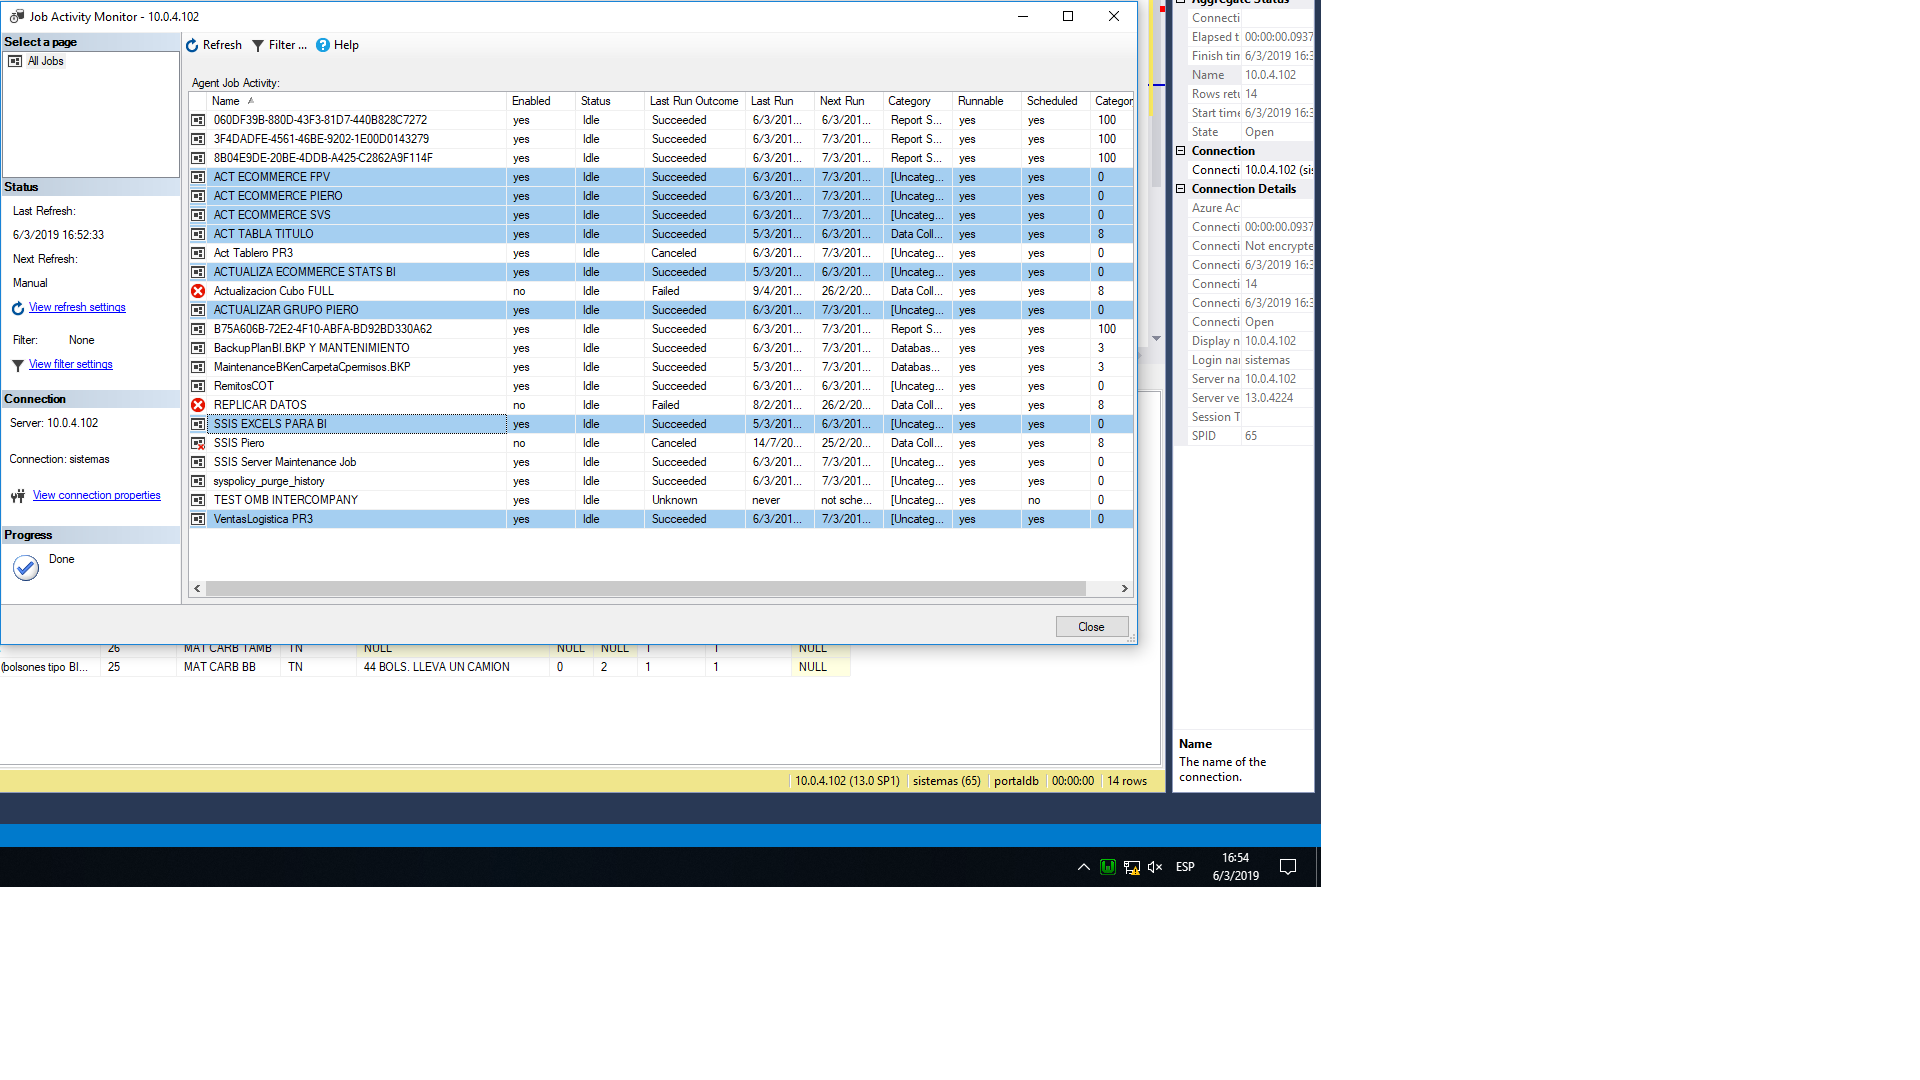 Job Activity Monitor - 10.0.4.102
Select a page
All Jobs
Status
Last Refresh:
6/3/2019 16:52:33
Next Refresh:
Manual
View refresh settings
Filter: None
View filter settings
Connection
Server: 10.0.4.102
Connection: sistemas
View connection properties
Progress
Done
Refresh Filter ... Help
Agent Job Activity:
Name Enabled Status Last Run Outcome Last Run Next Run Category Runnable Scheduled Categor
060DF39B-880D-43F3-81D7-440B828C7272 yes Idle Succeeded 6/3/201... 6/3/201... Report S... yes yes 100
3F4DADFE-4561-46BE-9202-1E00D0143279 yes Idle Succeeded 6/3/201... 7/3/201... Report S... yes yes 100
8B04E9DE-20BE-4DDB-A425-C2862A9F114F yes Idle Succeeded 6/3/201... 7/3/201... Report S... yes yes 100
ACT ECOMMERCE FPV yes Idle Succeeded 6/3/201... 7/3/201... [Uncateg... yes yes 0
ACT ECOMMERCE PIERO yes Idle Succeeded 6/3/201... 7/3/201... [Uncateg... yes yes 0
ACT ECOMMERCE SVS yes Idle Succeeded 6/3/201... 7/3/201... [Uncateg... yes yes 0
ACT TABLA TITULO yes Idle Succeeded 5/3/201... 6/3/201... Data Coll... yes yes 8
Act Tablero PR3 yes Idle Canceled 6/3/201... 7/3/201... [Uncateg... yes yes 0
ACTUALIZA ECOMMERCE STATS BI yes Idle Succeeded 5/3/201... 6/3/201... [Uncateg... yes yes 0
Actualizacion Cubo FULL no Idle Failed 9/4/201... 26/2/20... Data Coll... yes yes 8
ACTUALIZAR GRUPO PIERO yes Idle Succeeded 6/3/201... 7/3/201... [Uncateg... yes yes 0
B75A606B-72E2-4F10-ABFA-BD92BD330A62 yes Idle Succeeded 6/3/201... 7/3/201... Report S... yes yes 100
BackupPlanBI.BKP Y MANTENIMIENTO yes Idle Succeeded 6/3/201... 7/3/201... Databas... yes yes 3
MaintenanceBKenCarpetaCpermisos.BKP yes Idle Succeeded 5/3/201... 7/3/201... Databas... yes yes 3
RemitosCOT yes Idle Succeeded 6/3/201... 6/3/201... [Uncateg... yes yes 0
REPLICAR DATOS no Idle Failed 8/2/201... 26/2/20... Data Coll... yes yes 8
SSIS EXCELS PARA BI yes Idle Succeeded 5/3/201... 6/3/201... [Uncateg... yes yes 0
SSIS Piero no Idle Canceled 14/7/20... 25/2/20... Data Coll... yes yes 8
SSIS Server Maintenance Job yes Idle Succeeded 6/3/201... 7/3/201... [Uncateg... yes yes 0
syspolicy_purge_history yes Idle Succeeded 6/3/201... 7/3/201... [Uncateg... yes yes 0
TEST OMB INTERCOMPANY yes Idle Unknown never not sche... [Uncateg... yes no 0
VentasLogistica PR3 yes Idle Succeeded 6/3/201... 7/3/201... [Uncateg... yes yes 0
Close
26 MAT CARB TAMB TN NULL NULL NULL 1 1 NULL
(bolsones tipo BI... 25 MAT CARB BB TN 44 BOLS. LLEVA UN CAMION 0 2 1 1 NULL
10.0.4.102 (13.0 SP1) sistemas (65) portaldb 00:00:00 14 rows
Aggregate Status
Connecti
Elapsed t 00:00:00.0937
Finish tim 6/3/2019 16:3
Name 10.0.4.102
Rows retu 14
Start time 6/3/2019 16:3
State Open
Connection
Connecti 10.0.4.102 (si
Connection Details
Azure Ac
Connecti 00:00:00.0937
Connecti Not encrypte
Connecti 6/3/2019 16:3
Connecti 14
Connecti 6/3/2019 16:3
Connecti Open
Display n 10.0.4.102
Login nai sistemas
Server na 10.0.4.102
Server ve 13.0.4224
Session T
SPID 65
Name
The name of the
connection.
ESP
16:54
6/3/2019